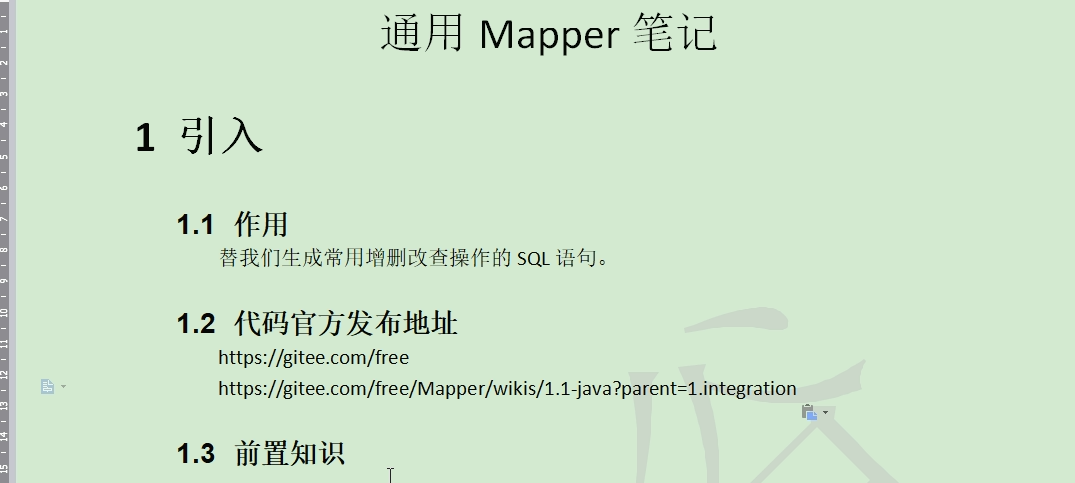 通用 Mapper 笔记
1 引入
1.1 作用
替我们生成常用增删改查操作的 SQL 语句。
1.2 代码官方发布地址
https://gitee.com/free
https://gitee.com/free/Mapper/wikis/1.1-java?parent=1.integration
1.3 前置知识